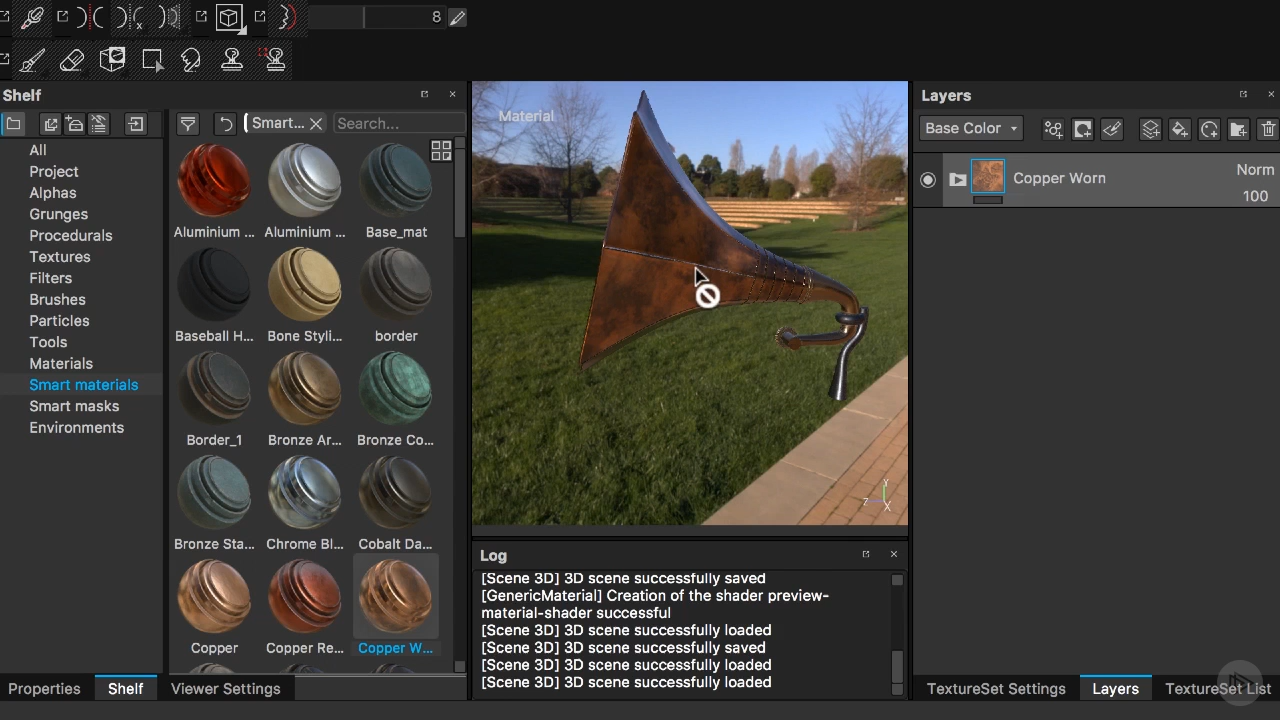 8
Shelf
Smart...
Search...
All
Project
Alphas
Grunges
Procedurals
Textures
Filters
Brushes
Particles
Tools
Materials
Smart materials
Smart masks
Environments
Aluminium ...
Aluminium ...
Base_mat
Baseball H...
Bone Styli...
border
Border_1
Bronze Ar...
Bronze Co...
Bronze Sta...
Chrome Bl...
Cobalt Da...
Copper
Copper Re...
Copper W...
Properties
Shelf
Viewer Settings
Material
Y
Z
X
Log
[Scene 3D] 3D scene successfully saved
[GenericMaterial] Creation of the shader preview-
material-shader successful
[Scene 3D] 3D scene successfully loaded
[Scene 3D] 3D scene successfully saved
[Scene 3D] 3D scene successfully loaded
[Scene 3D] 3D scene successfully loaded
Layers
Base Color
Copper Worn
Norm
100
TextureSet Settings
Layers
TextureSet List